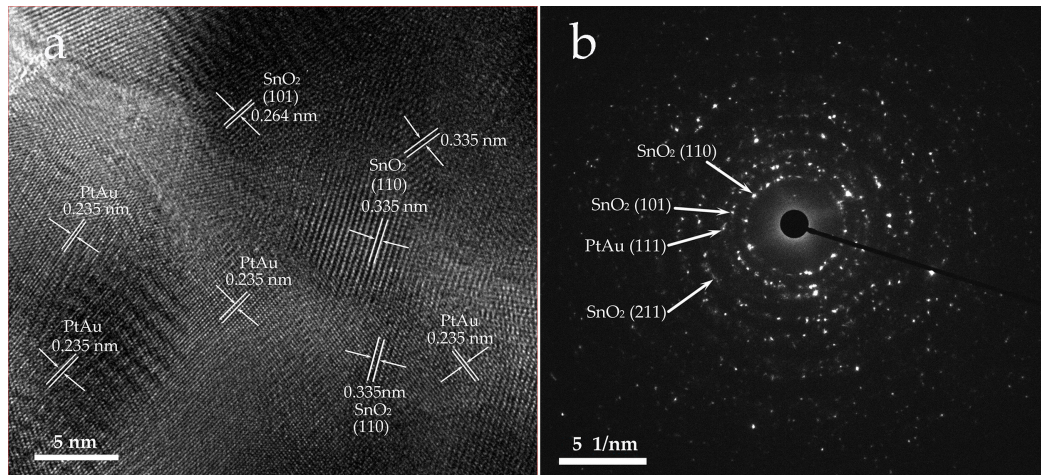 a
SnO₂
(101)
0.264 nm
0.335 nm
SnO₂
(110)
0.335 nm
PtAu
0.235 nm
PtAu
0.235 nm
PtAu
0.235 nm
PtAu
0.235 nm
0.335nm
SnO₂
(110)
5 nm
b
SnO₂ (110)
SnO₂ (101)
PtAu (111)
SnO₂ (211)
5 1/nm